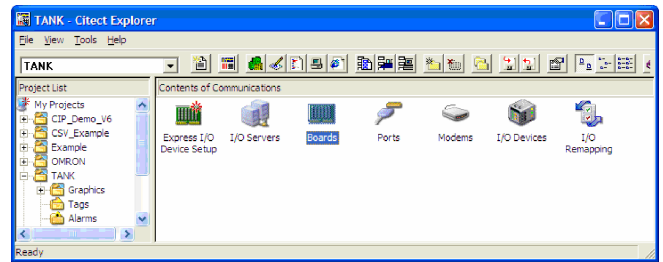 TANK - Citect Explorer
File View Tools Help
TANK
Project List
Contents of Communications
My Projects
CIP_Demo_V6
CSV_Example
Example
OMRON
TANK
Graphics
Tags
Alarms
Express I/O
Device Setup
I/O Servers
Boards
Ports
Modems
I/O Devices
I/O
Remapping
Ready